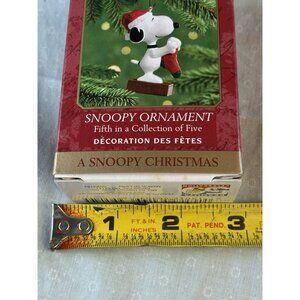 SNOOPY ORNAMENT
Fifth in a Collection of Five
DÉCORATION DES FÊTES
A SNOOPY CHRISTMAS
1 FT.& IN INCHES 2 PAT. PEND. 3